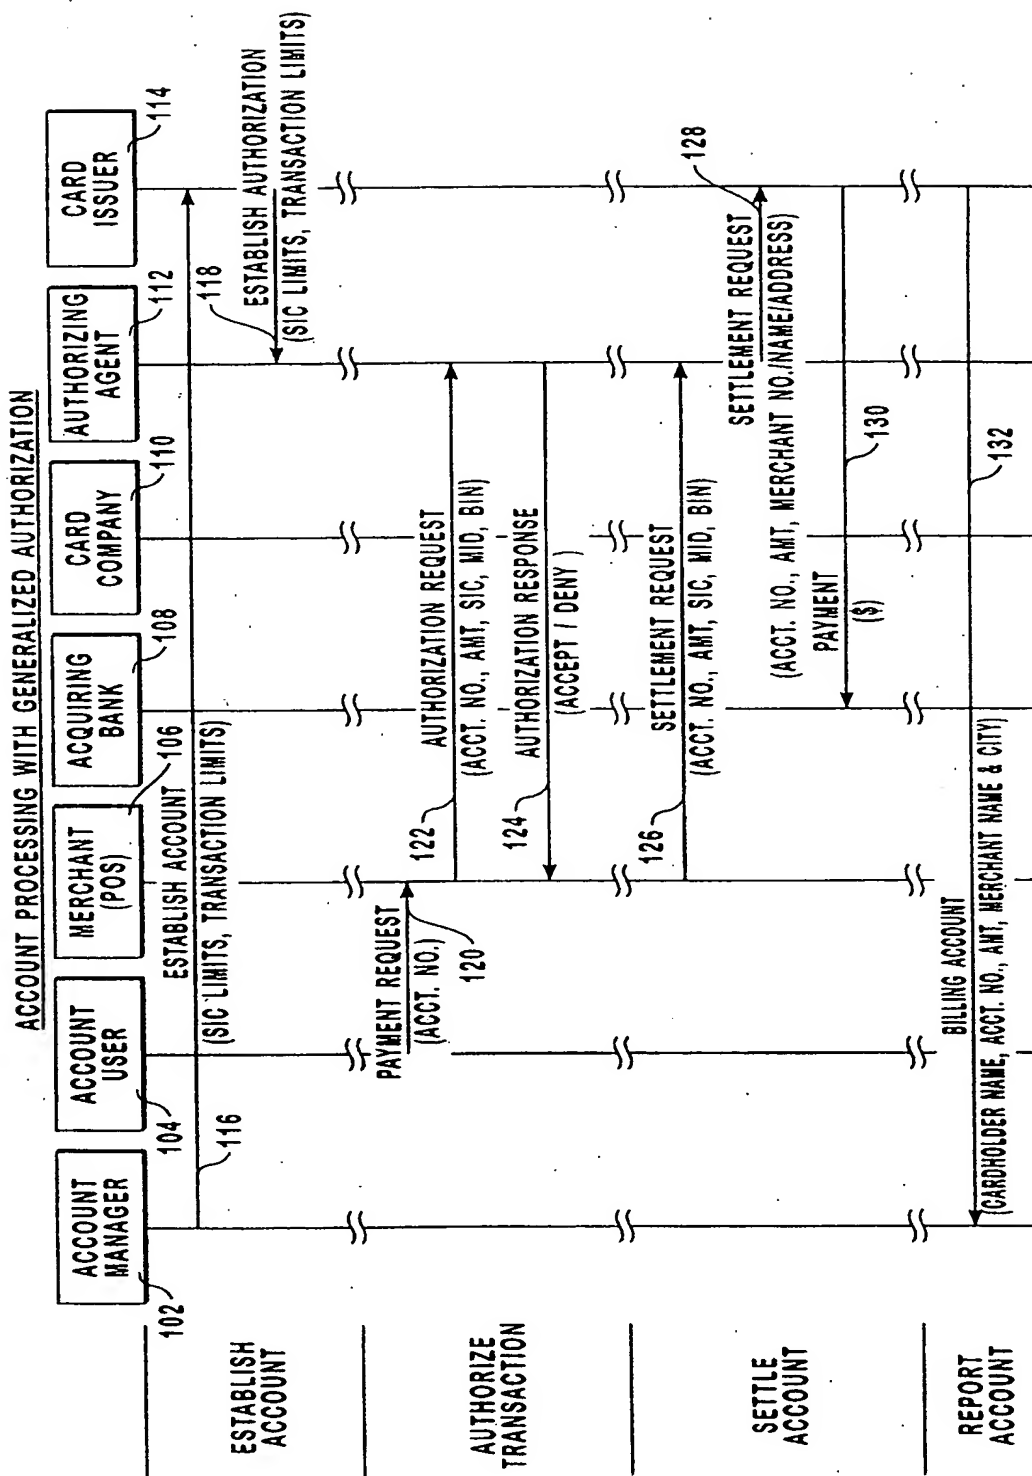 ACCOUNT PROCESSING WITH GENERALIZED AUTHORIZATION
ACCOUNT
MANAGER
102
ACCOUNT
USER
104
MERCHANT
(POS)
106
ACQUIRING
BANK
108
CARD
COMPANY
110
AUTHORIZING
AGENT
112
CARD
ISSUER
114
ESTABLISH
ACCOUNT
116
ESTABLISH ACCOUNT
(SIC LIMITS, TRANSACTION LIMITS)
118
ESTABLISH AUTHORIZATION
(SIC LIMITS, TRANSACTION LIMITS)
AUTHORIZE
TRANSACTION
PAYMENT REQUEST
(ACCT. NO.)
120
122
AUTHORIZATION REQUEST
(ACCT. NO., AMT, SIC, MID, BIN)
124
AUTHORIZATION RESPONSE
(ACCEPT / DENY )
SETTLE
ACCOUNT
126
SETTLEMENT REQUEST
(ACCT. NO., AMT, SIC, MID, BIN)
SETTLEMENT REQUEST
128
(ACCT. NO., AMT, MERCHANT NO./NAME/ADDRESS)
PAYMENT
($)
130
REPORT
ACCOUNT
BILLING ACCOUNT
132
(CARDHOLDER NAME, ACCT. NO., AMT, MERCHANT NAME & CITY)